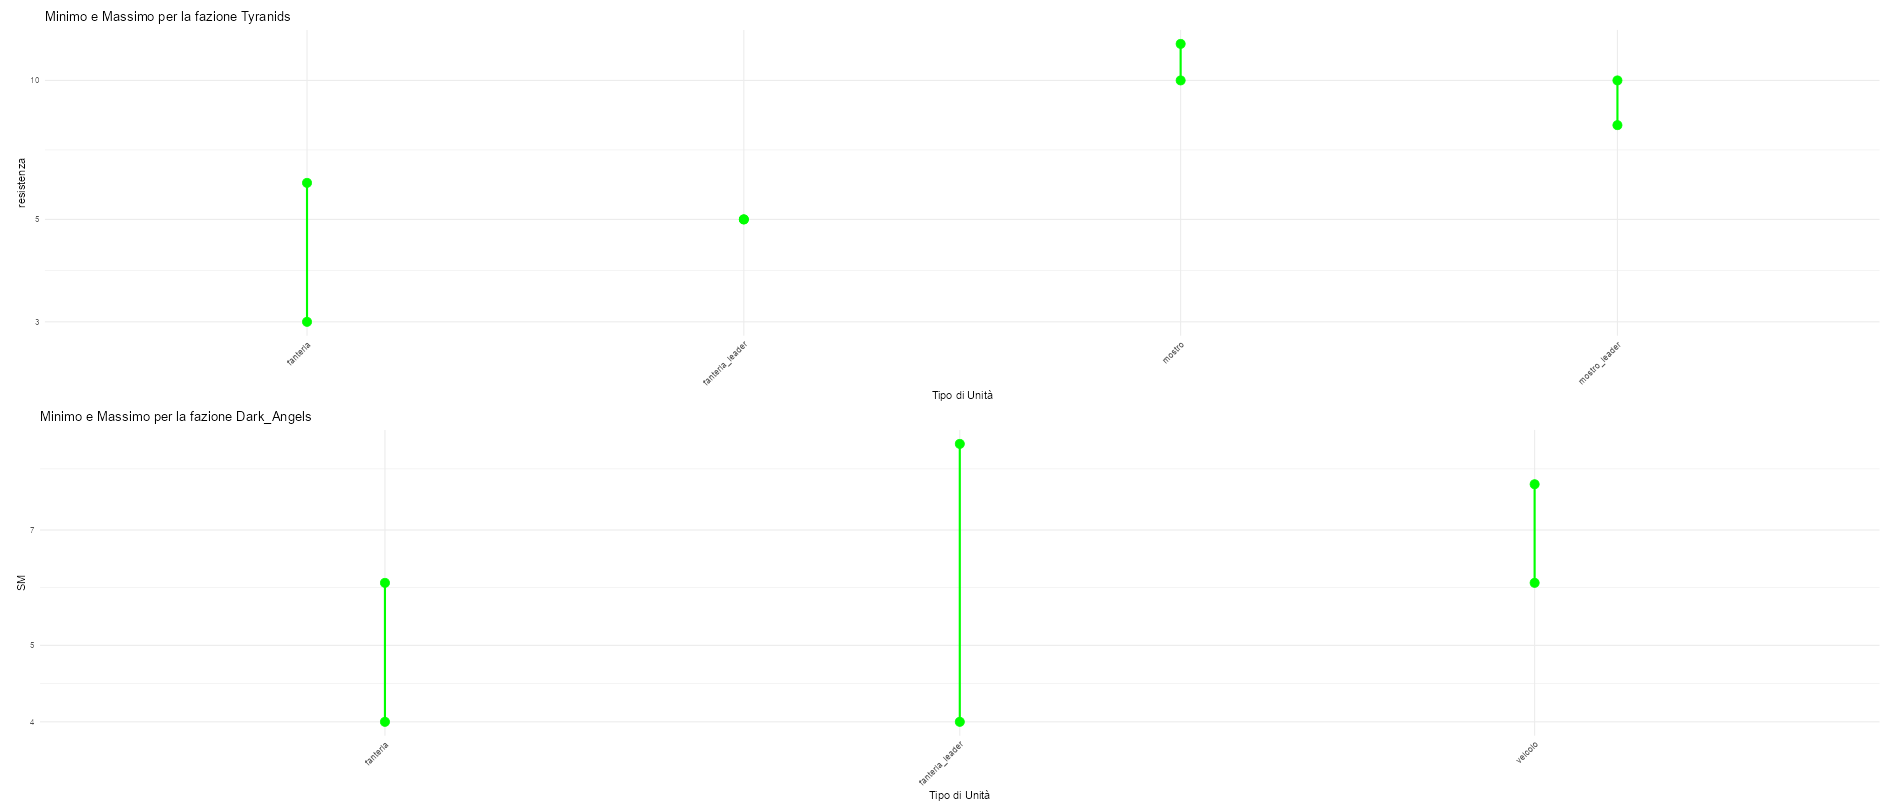 Minimo e Massimo per la fazione Tyranids
10
5
3
resistenza
fanteria
fanteria_leader
mostro
mostro_leader
Tipo di Unità
Minimo e Massimo per la fazione Dark_Angels
7
5
4
SM
fanteria
fanteria_leader
veicolo
Tipo di Unità